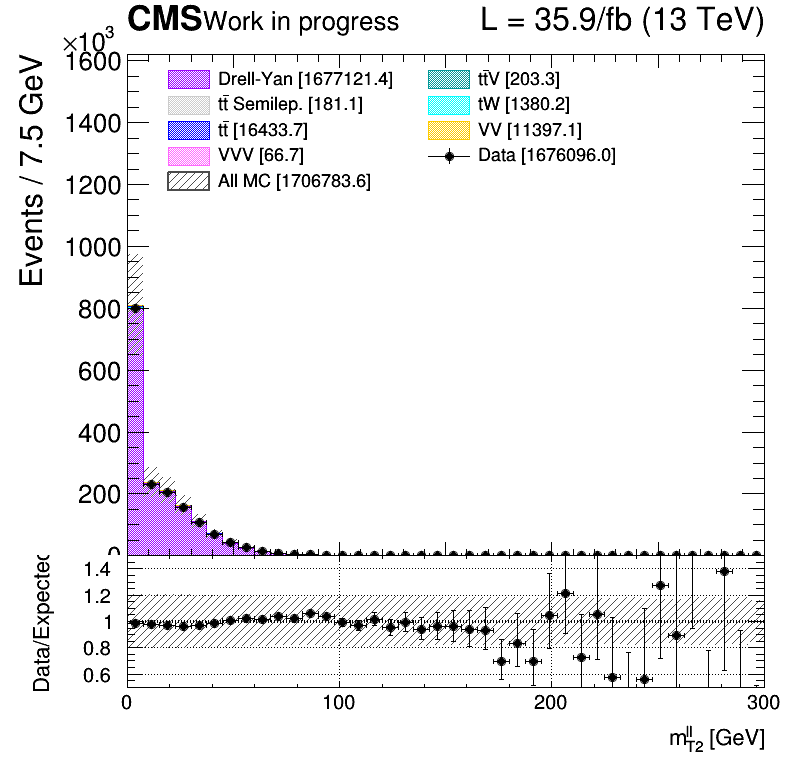 CMS Work in progress L = 35.9/fb (13 TeV)
×10³
Events / 7.5 GeV
1600
1400
1200
1000
800
600
400
200
0
Drell-Yan [1677121.4]
tt̄ Semilep. [181.1]
tt̄ [16433.7]
VVV [66.7]
All MC [1706783.6]
tt̄V [203.3]
tW [1380.2]
VV [11397.1]
Data [1676096.0]
Data/Expected
1.4
1.2
1
0.8
0.6
0 100 200 300
m_{T2}^{ll} [GeV]